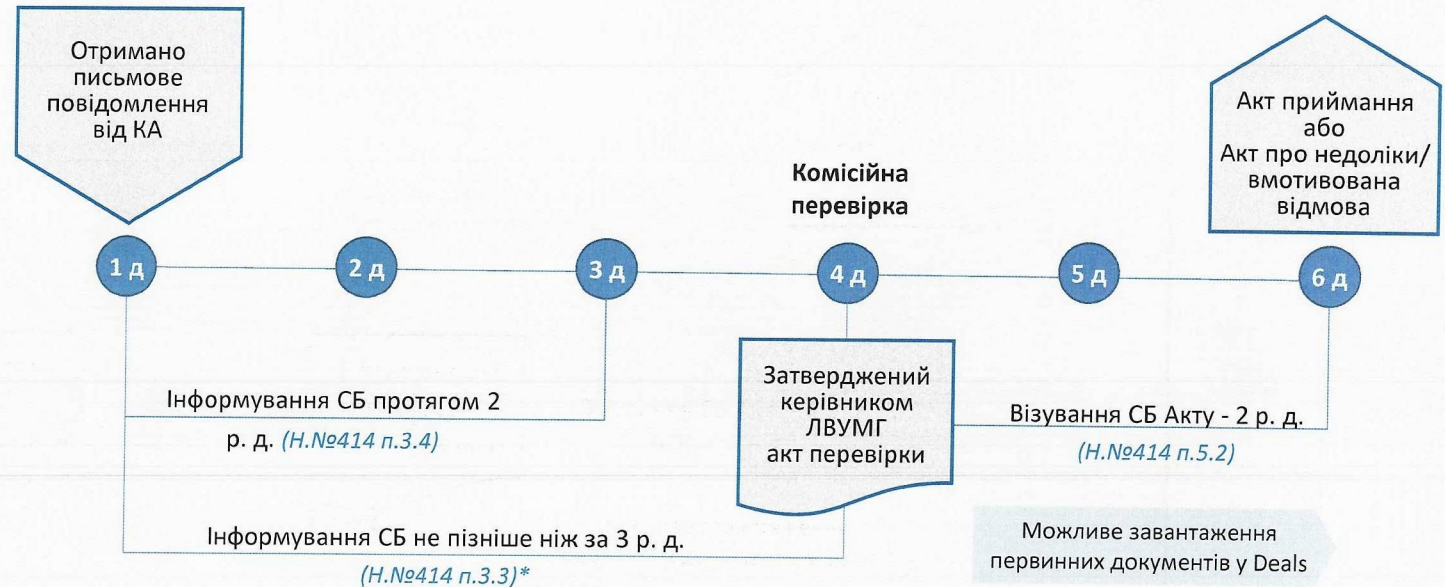 Отримано
письмове
повідомлення
від КА
Акт приймання
або
Акт про недоліки/
вмотивована
відмова
Комісійна
перевірка
1 д
2 д
3 д
4 д
5 д
6 д
Інформування СБ протягом 2
р. д. (Н.№414 п.3.4)
Затверджений
керівником
ЛВУМГ
акт перевірки
Візування СБ Акту - 2 р. д.
(Н.№414 п.5.2)
Інформування СБ не пізніше ніж за 3 р. д.
(Н.№414 п.3.3)*
Можливе завантаження
первинних документів у Deals